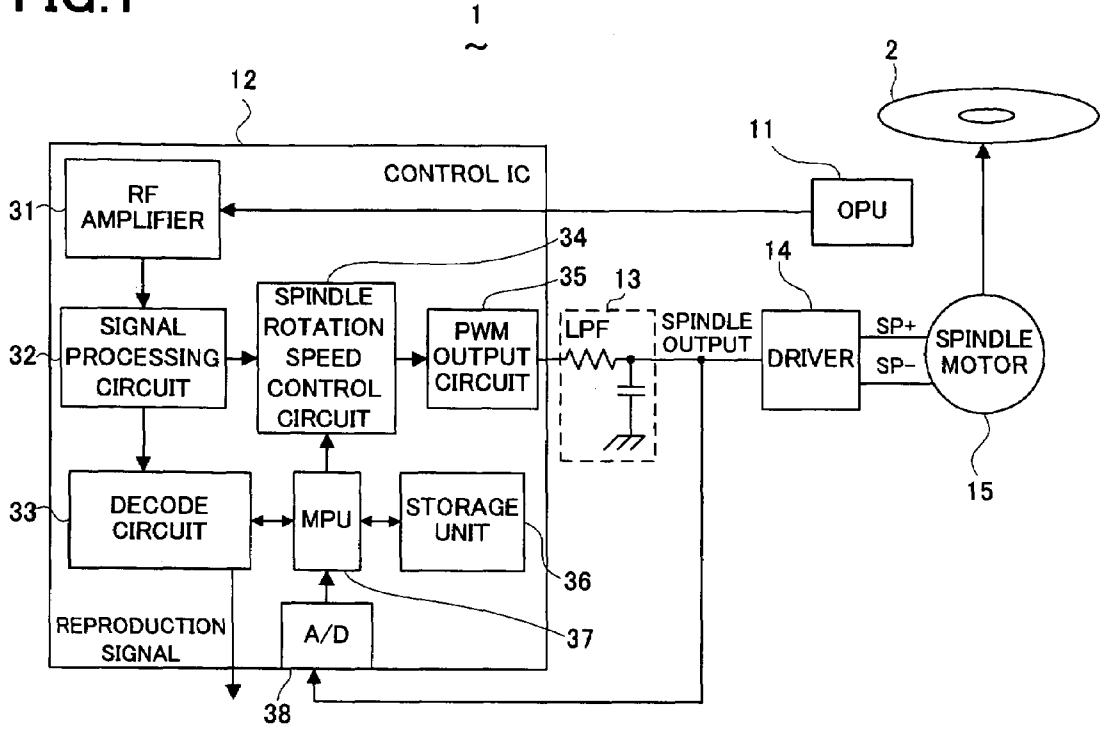 FIG.1
1
~
2
12
CONTROL IC
11
OPU
31
RF
AMPLIFIER
34
35
13
14
32
SIGNAL
PROCESSING
CIRCUIT
SPINDLE
ROTATION
SPEED
CONTROL
CIRCUIT
PWM
OUTPUT
CIRCUIT
LPF
SPINDLE
OUTPUT
DRIVER
SP+
SP-
SPINDLE
MOTOR
15
33
DECODE
CIRCUIT
MPU
STORAGE
UNIT
36
37
REPRODUCTION
SIGNAL
A/D
38